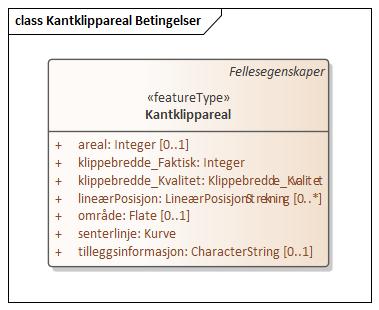 class Kantklippareal Betingelser
Fellesegenskaper
«featureType»
Kantklippareal
+ areal: Integer [0..1]
+ klippebredde_Faktisk: Integer
+ klippebredde_Kvalitet: Klippebredde_Kvalitet
+ lineærPosisjon: LineærPosisjonStrekning [0..*]
+ område: Flate [0..1]
+ senterlinje: Kurve
+ tilleggsinformasjon: CharacterString [0..1]